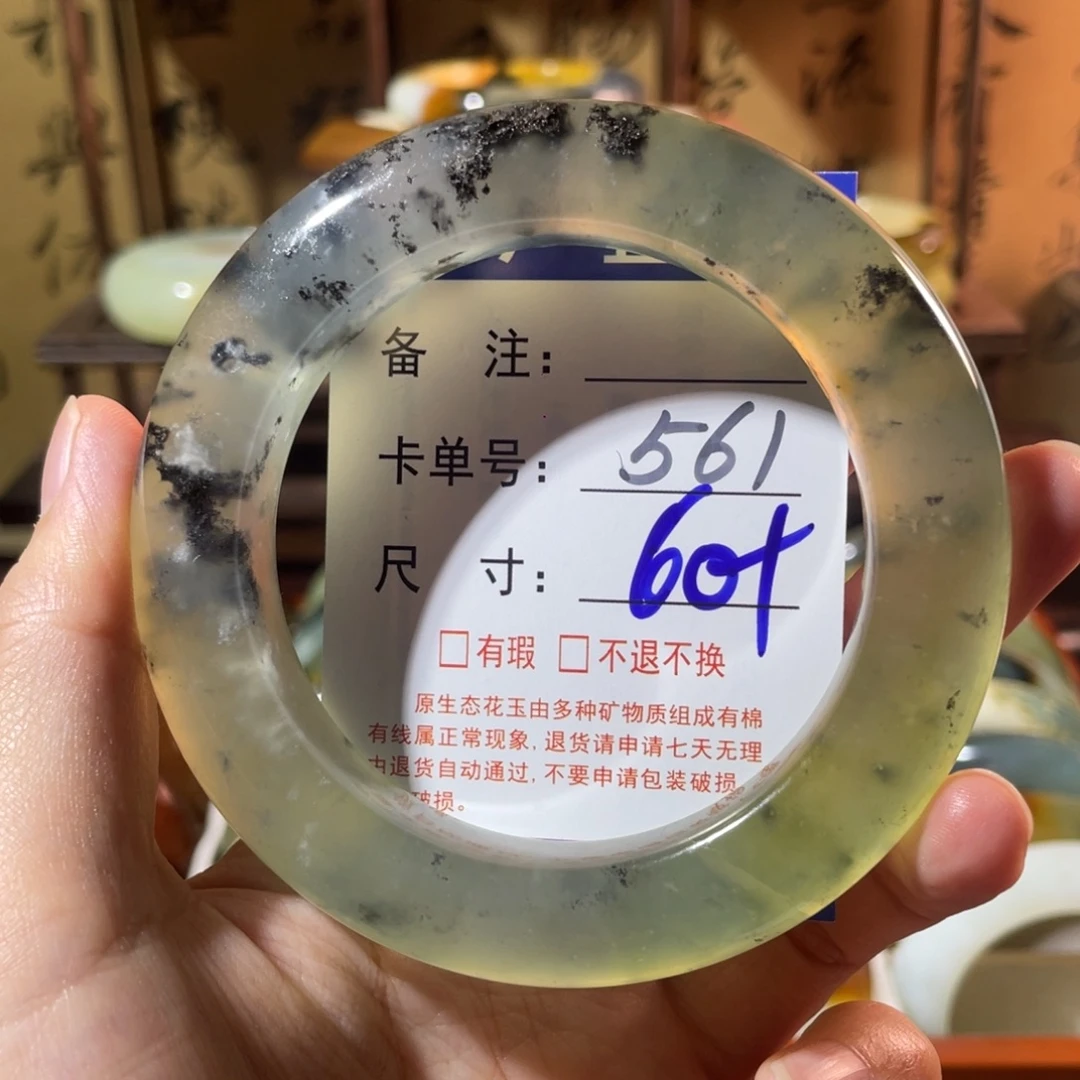 备 注：
卡单号：561
尺 寸：60+
□有瑕 □不退不换
原生态花玉由多种矿物质组成有棉
有线属正常现象, 退货请申请七天无理
由退货自动通过, 不要申请包装破损
破损。